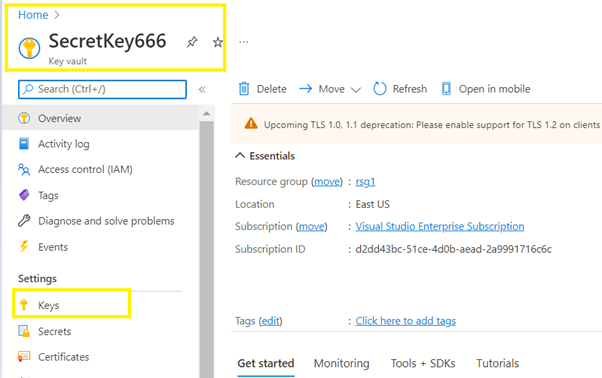 Home >
SecretKey666
Key vault
...
Search (Ctrl+/)
«
Overview
Activity log
Access control (IAM)
Tags
Diagnose and solve problems
Events
Settings
Keys
Secrets
Certificates
Delete Move Refresh Open in mobile
Upcoming TLS 1.0, 1.1 deprecation: Please enable support for TLS 1.2 on clients
Essentials
Resource group (move) : rsg1
Location : East US
Subscription (move) : Visual Studio Enterprise Subscription
Subscription ID : d2dd43bc-51ce-4d0b-aead-2a9991716c6c
Tags (edit) : Click here to add tags
Get started Monitoring Tools + SDKs Tutorials